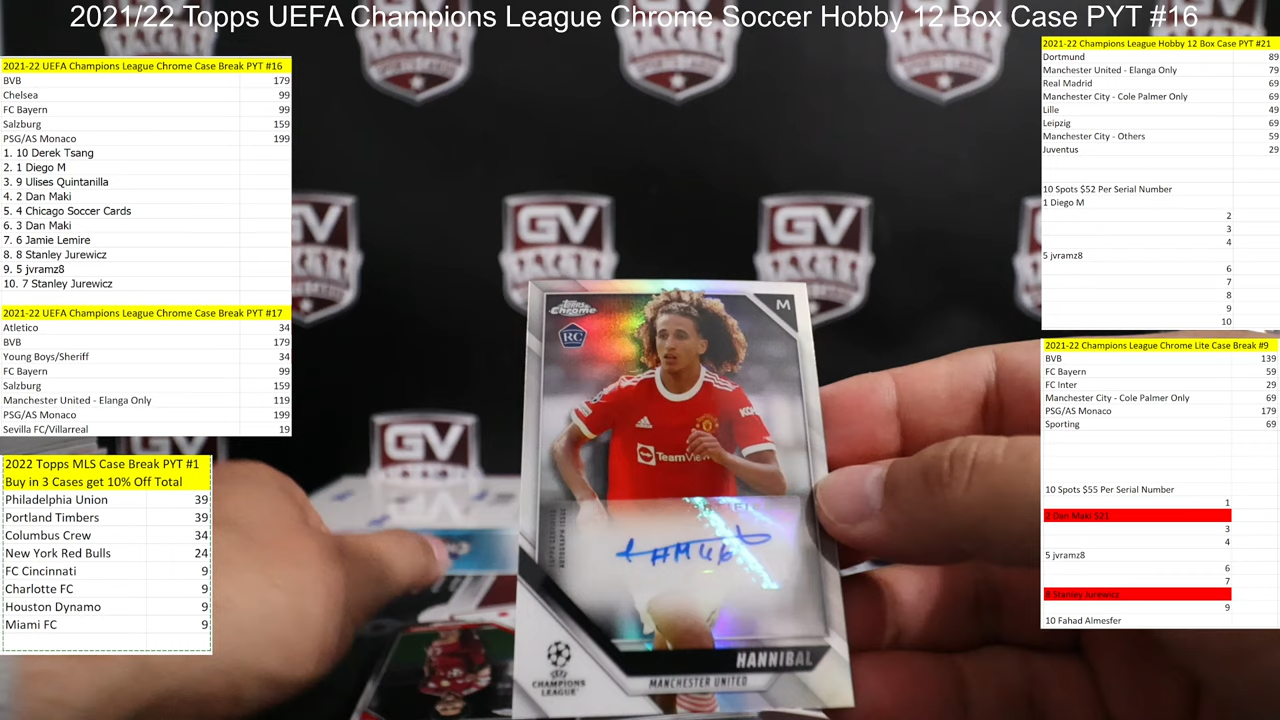 2021/22 Topps UEFA Champions League Chrome Soccer Hobby 12 Box Case PYT #16
2021-22 UEFA Champions League Chrome Case Break PYT #16
BVB 179
Chelsea 99
FC Bayern 99
Salzburg 159
PSG/AS Monaco 199
1. 10 Derek Tsang
2. 1 Diego M
3. 9 Ulises Quintanilla
4. 2 Dan Maki
5. 4 Chicago Soccer Cards
6. 3 Dan Maki
7. 6 Jamie Lemire
8. 8 Stanley Jurewicz
9. 5 jvramz8
10. 7 Stanley Jurewicz
2021-22 UEFA Champions League Chrome Case Break PYT #17
Atletico 34
BVB 179
Young Boys/Sheriff 34
FC Bayern 99
Salzburg 159
Manchester United - Elanga Only 119
PSG/AS Monaco 199
Sevilla FC/Villarreal 19
2022 Topps MLS Case Break PYT #1
Buy in 3 Cases get 10% Off Total
Philadelphia Union 39
Portland Timbers 39
Columbus Crew 34
New York Red Bulls 24
FC Cincinnati 9
Charlotte FC 9
Houston Dynamo 9
Miami FC 9
2021-22 Champions League Hobby 12 Box Case PYT #21
Dortmund 89
Manchester United - Elanga Only 79
Real Madrid 69
Manchester City - Cole Palmer Only 69
Lille 49
Leipzig 69
Manchester City - Others 59
Juventus 29
10 Spots $52 Per Serial Number
1 Diego M
2
3
4
5 jvramz8
6
7
8
9
10
2021-22 Champions League Chrome Lite Case Break #9
BVB 139
FC Bayern 59
FC Inter 29
Manchester City - Cole Palmer Only 69
PSG/AS Monaco 179
Sporting 69
10 Spots $55 Per Serial Number
1
2 Dan Maki 521
3
4
5 jvramz8
6
7
8 Stanley Jurewicz
9
10 Fahad Almesfer
GV
GV
Topps
Chrome
RC
M
adidas
TeamView
HM46
HANNIBAL
MANCHESTER UNITED
CHAMPIONS
LEAGUE